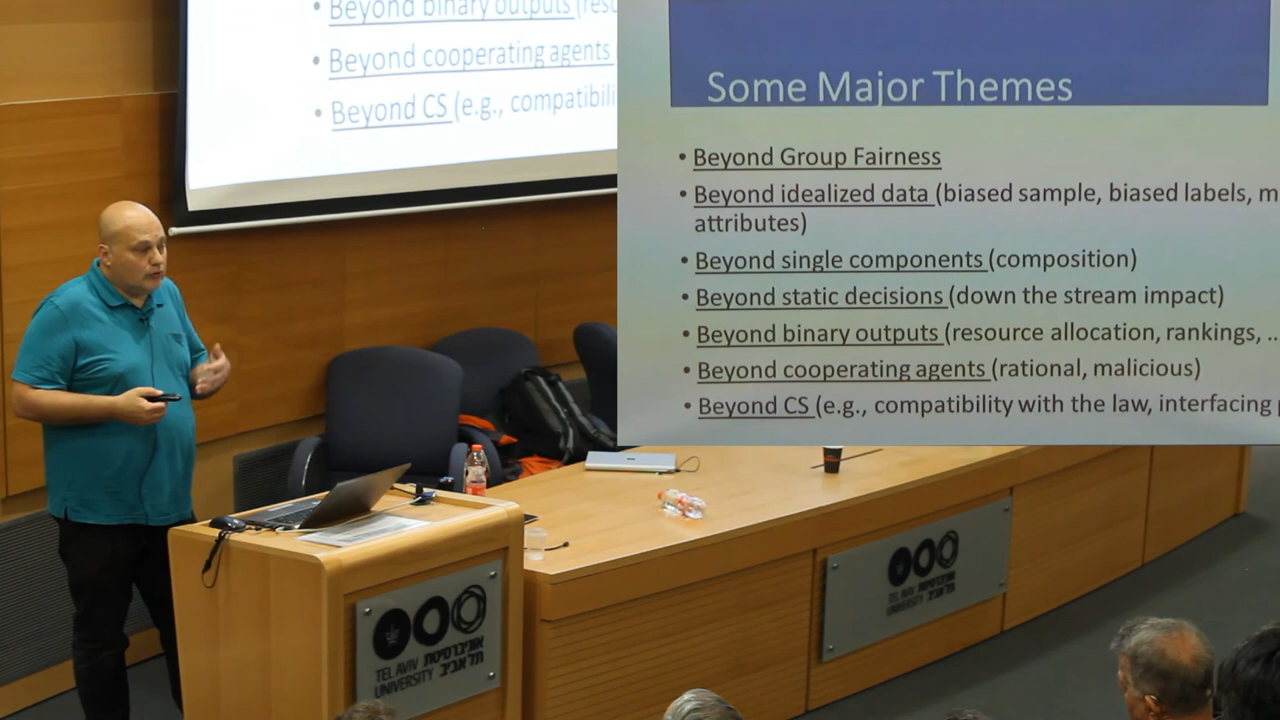 Beyond binary outputs
Beyond cooperating agents
Beyond CS (e.g.,
Some Major Themes
• Beyond Group Fairness
• Beyond idealized data (biased sample, biased labels,
attributes)
• Beyond single components (composition)
• Beyond static decisions (down the stream impact)
• Beyond binary outputs (resource allocation, rankings, ..
• Beyond cooperating agents (rational, malicious)
• Beyond CS (e.g., compatibility with the law, interfacing
TEL AVIV אוניברסיטת
UNIVERSITY תל אביב
TEL AVIV אוניברסיטת
UNIVERSITY תל אביב